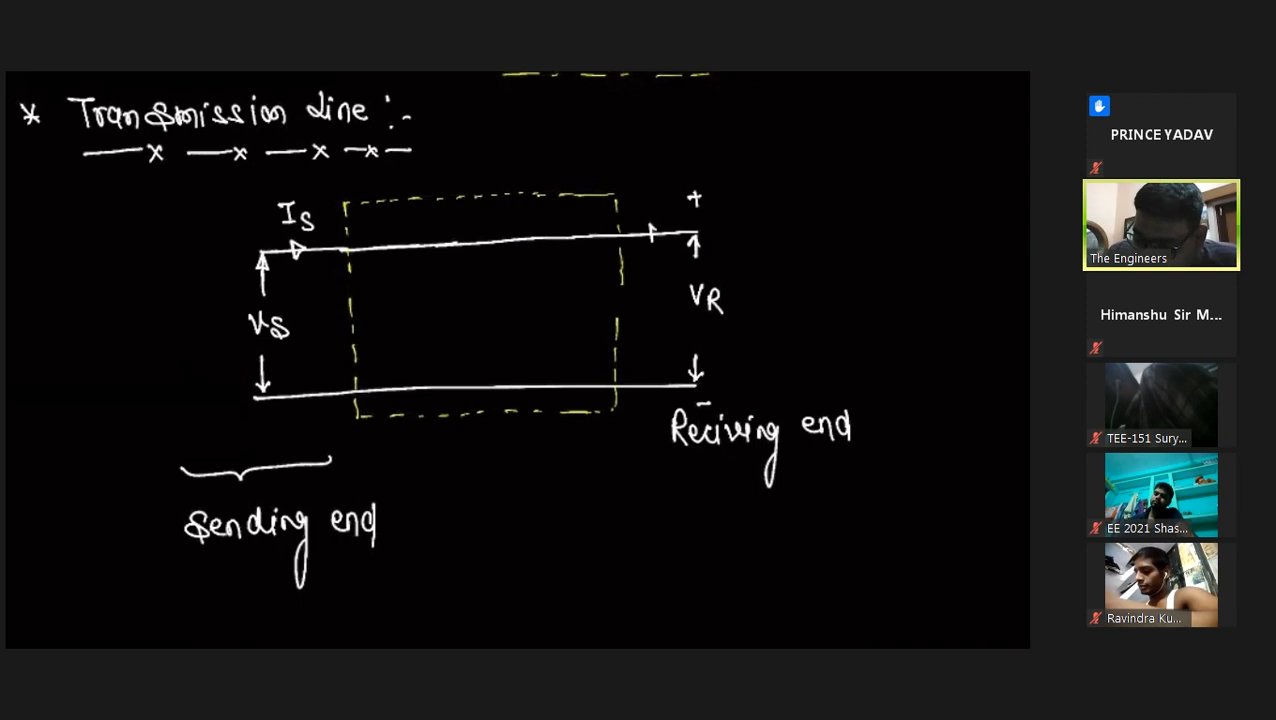 * Transmission Line :-
IS
+
VS
VR
-
Reciving end
Sending end
PRINCE YADAV
The Engineers
Himanshu Sir M...
TEE-151 Sury...
EE 2021 Shas...
Ravindra Ku...